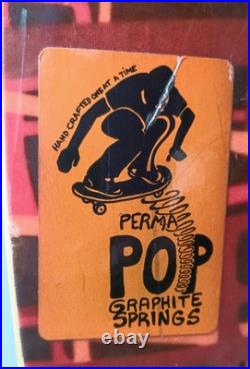 HAND CRAFTED ONE AT A TIME
PERMA
POP
GRAPHITE
SPRINGS